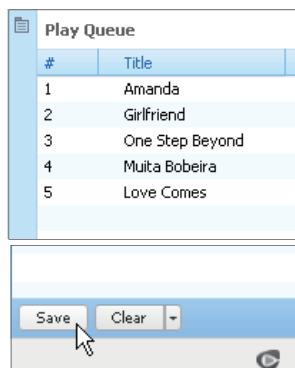 Play Queue
# Title
1 Amanda
2 Girlfriend
3 One Step Beyond
4 Muita Bobeira
5 Love Comes
Save Clear